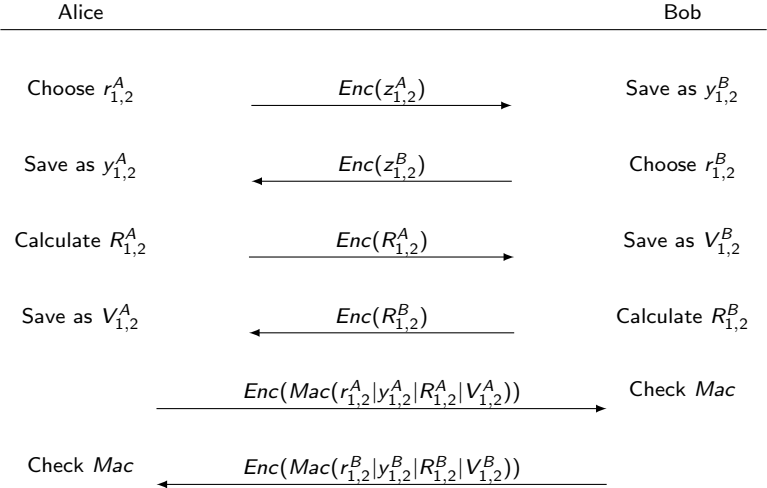 Alice Bob
Choose r^A_{1,2} Enc(z^A_{1,2}) Save as y^B_{1,2}
Save as y^A_{1,2} Enc(z^B_{1,2}) Choose r^B_{1,2}
Calculate R^A_{1,2} Enc(R^A_{1,2}) Save as V^B_{1,2}
Save as V^A_{1,2} Enc(R^B_{1,2}) Calculate R^B_{1,2}
Enc(Mac(r^A_{1,2}|y^A_{1,2}|R^A_{1,2}|V^A_{1,2})) Check Mac
Check Mac Enc(Mac(r^B_{1,2}|y^B_{1,2}|R^B_{1,2}|V^B_{1,2}))